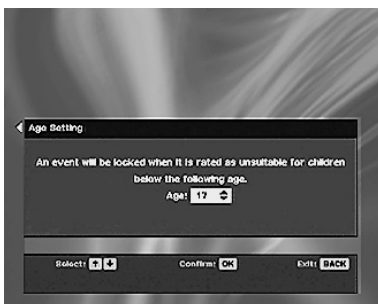 Age Setting
An event will be locked when it is rated as unsuitable for children
below the following age.
Age: 17
Select: Confirm: OK Exit: BACK